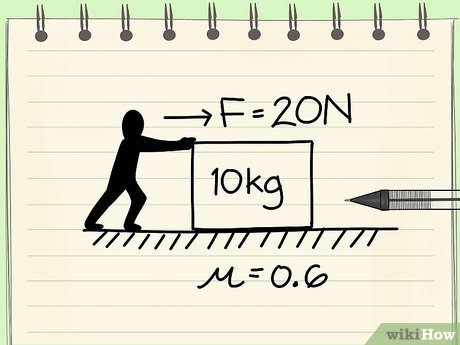 F = 20N
10kg
μ = 0.6
wikiHow